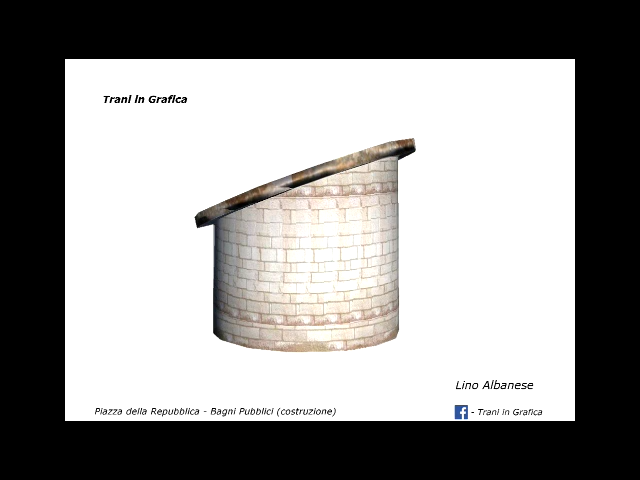 Trani in Grafica
Lino Albanese
Piazza della Repubblica - Bagni Pubblici (costruzione)
f - Trani in Grafica